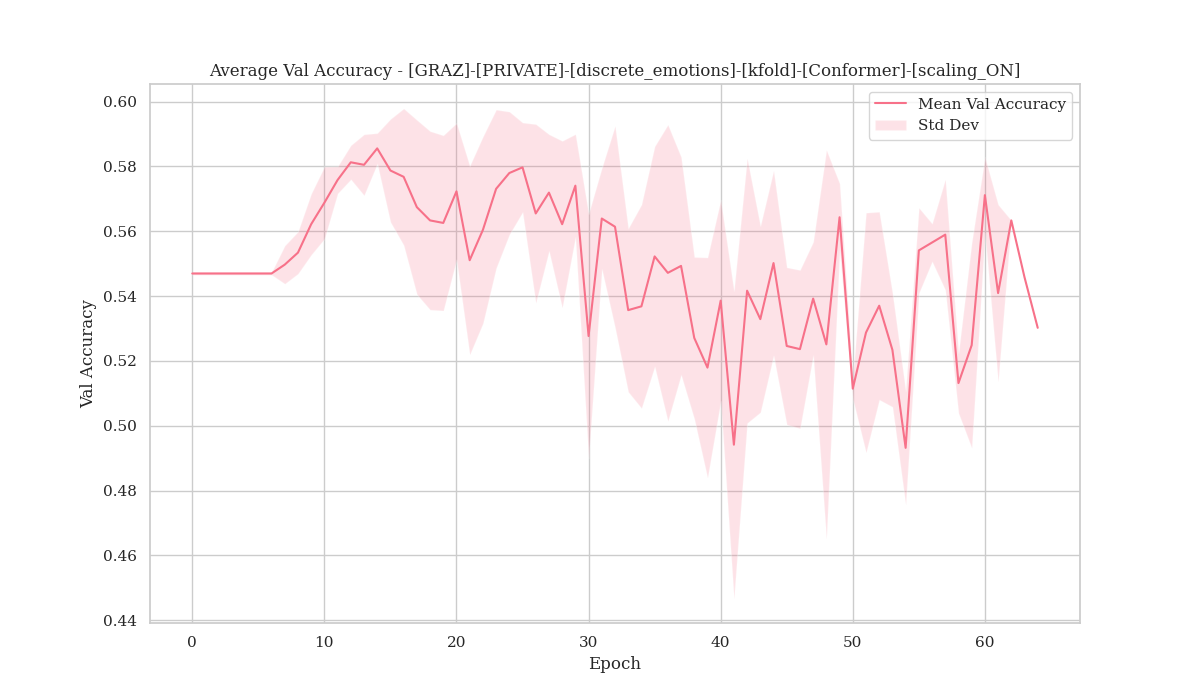 Average Val Accuracy - [GRAZ]-[PRIVATE]-[discrete_emotions]-[kfold]-[Conformer]-[scaling_ON]
Mean Val Accuracy
Std Dev
0.60
0.58
0.56
0.54
0.52
0.50
0.48
0.46
0.44
Val Accuracy
0 10 20 30 40 50 60
Epoch